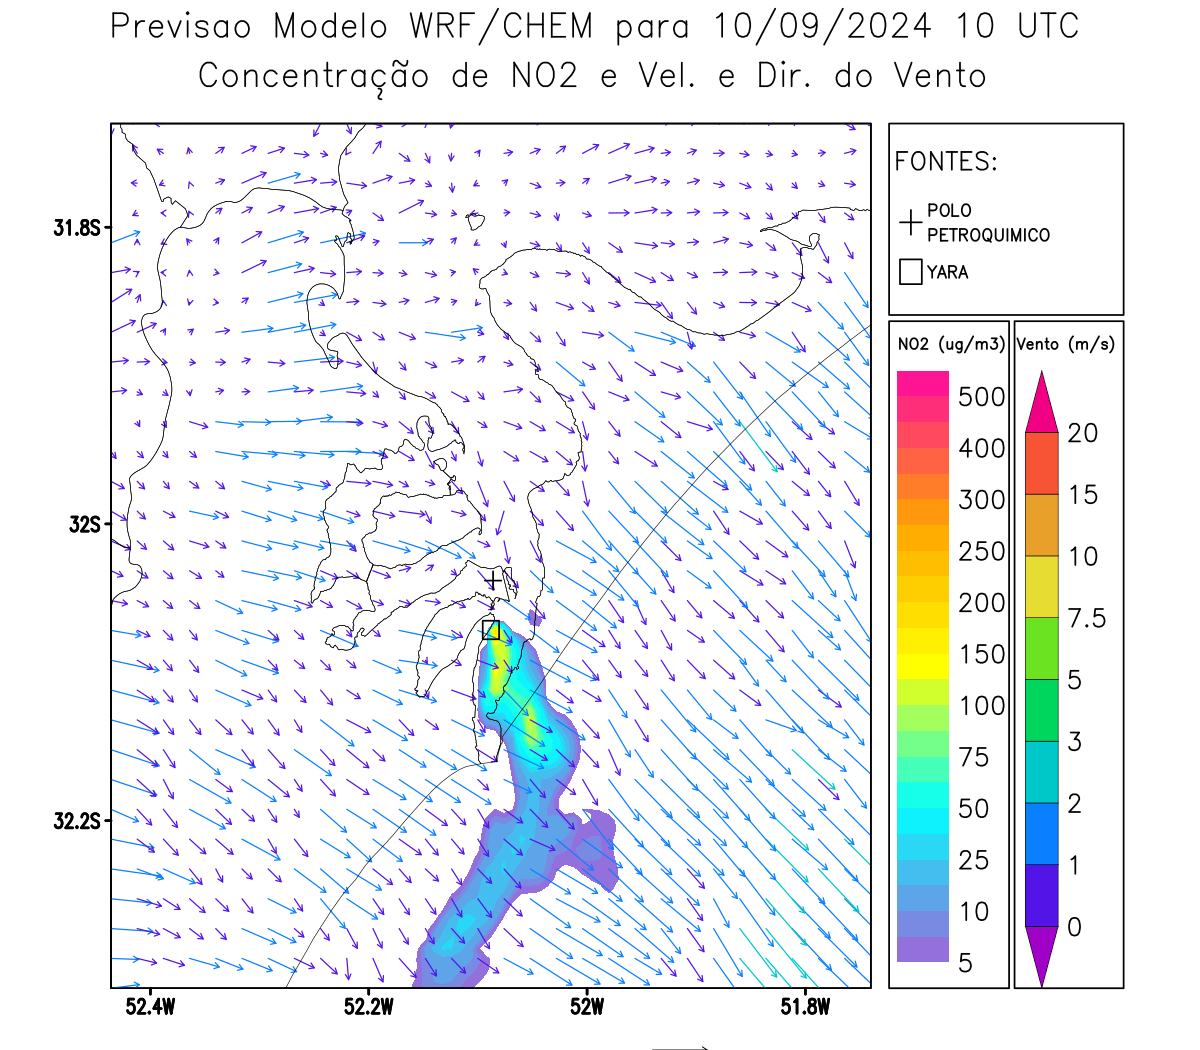 Previsao Modelo WRF/CHEM para 10/09/2024 10 UTC
Concentração de NO2 e Vel. e Dir. do Vento
FONTES:
POLO
PETROQUIMICO
YARA
NO2 (ug/m3)
500
400
300
250
200
150
100
75
50
25
10
5
Vento (m/s)
20
15
10
7.5
5
3
2
1
0
31.8S
32S
32.2S
52.4W
52.2W
52W
51.8W